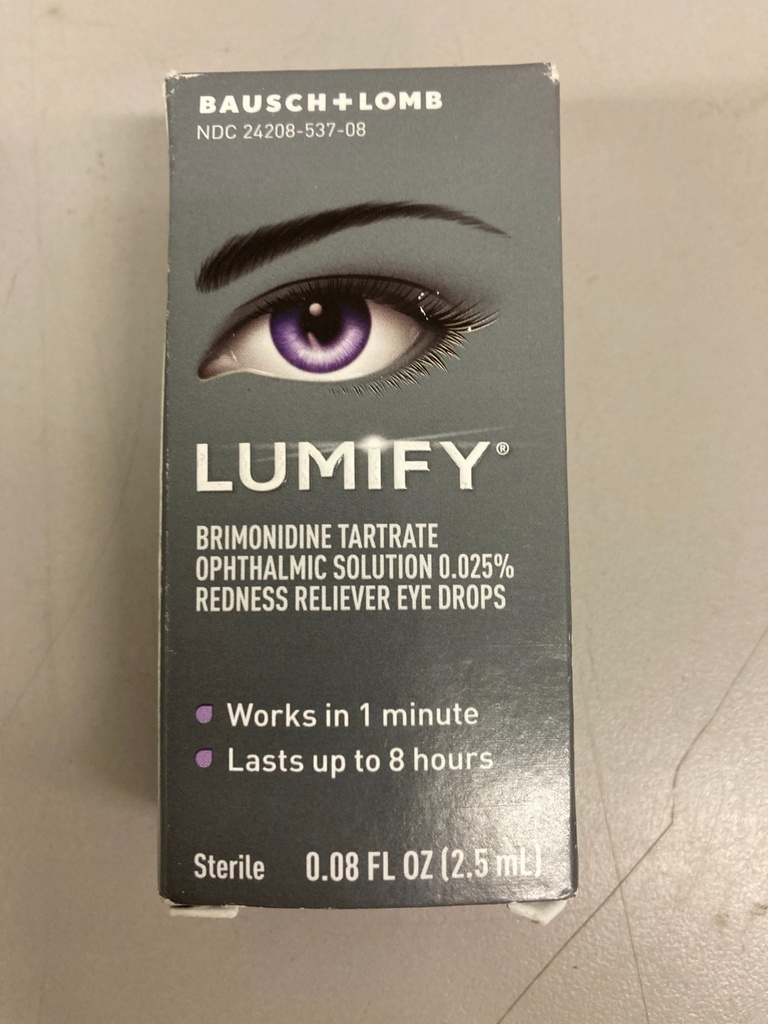 BAUSCH+LOMB
NDC 24208-537-08
LUMIFY®
BRIMONIDINE TARTRATE
OPHTHALMIC SOLUTION 0.025%
REDNESS RELIEVER EYE DROPS
Works in 1 minute
Lasts up to 8 hours
Sterile 0.08 FL OZ (2.5 mL)